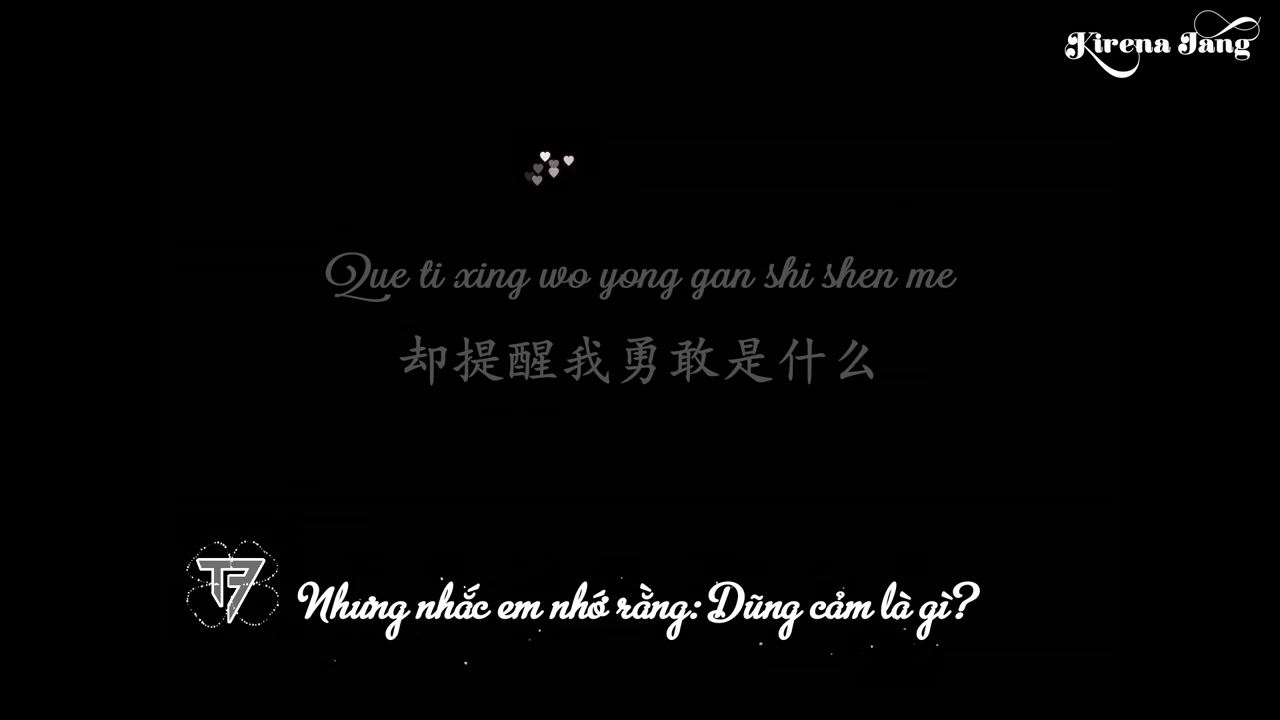 Kirena Jang
Que ti xing wo yong gan shi shen me
却提醒我勇敢是什么
TF
Nhưng nhắc em nhớ rằng: Dũng cảm là gì?